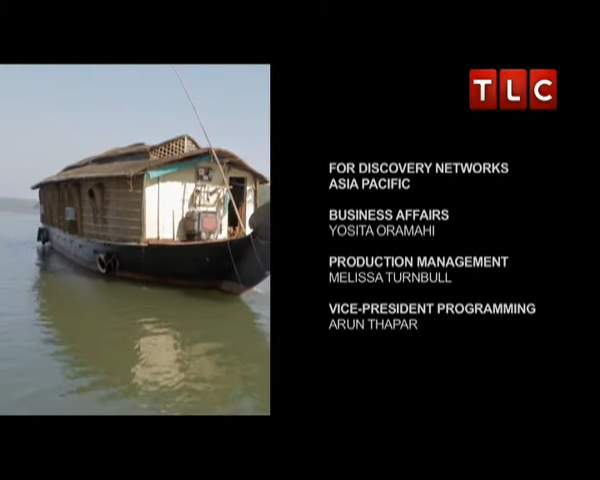 TLC
FOR DISCOVERY NETWORKS
ASIA PACIFIC
BUSINESS AFFAIRS
YOSITA ORAMAHI
PRODUCTION MANAGEMENT
MELISSA TURNBULL
VICE-PRESIDENT PROGRAMMING
ARUN THAPAR